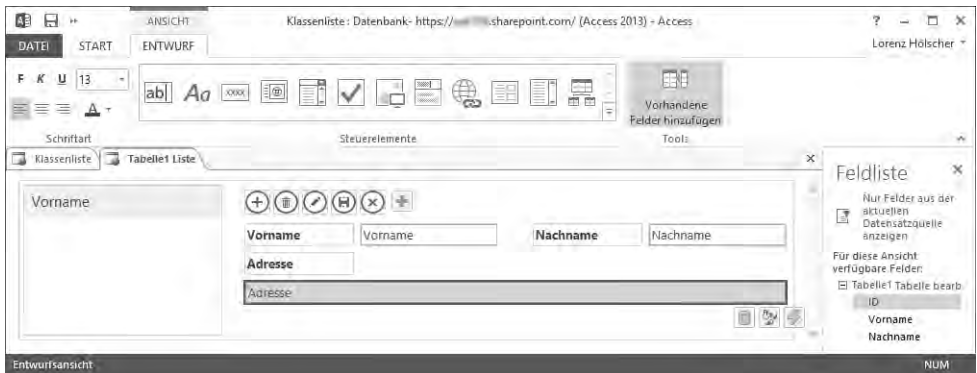 ANSICHT Klassenliste : Datenbank- https:// .sharepoint.com/ (Access 2013) - Access ?
DATEI START ENTWURF Lorenz Hölscher
F K U 13
ab| Aa xxxx
A
Vorhandene
Felder hinzufügen
Schriftart Steuerelemente Tools
Klassenliste Tabelle1 Liste
Vorname
Vorname Vorname Nachname Nachname
Adresse
Adresse
Feldliste
Nur Felder aus der
aktuellen
Datensatzquelle
anzeigen
Für diese Ansicht
verfügbare Felder:
Tabelle1 Tabelle bearb
ID
Vorname
Nachname
Entwurfsansicht NUM